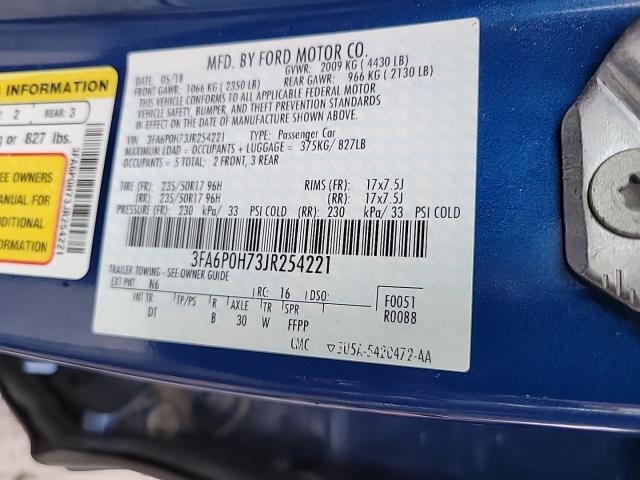 INFORMATION
2 REAR: 3
or 827 lbs.
SEE OWNERS
MANUAL FOR
ADDITIONAL
INFORMATION
3FA6P0H73JR254221
MFD. BY FORD MOTOR CO.
DATE: 05/18 GVWR: 2009 KG ( 4430 LB)
FRONT GAWR: 1066 KG ( 2350 LB) REAR GAWR: 966 KG ( 2130 LB)
THIS VEHICLE CONFORMS TO ALL APPLICABLE FEDERAL MOTOR
VEHICLE SAFETY, BUMPER, AND THEFT PREVENTION STANDARDS
IN EFFECT ON THE DATE OF MANUFACTURE SHOWN ABOVE.
VIN: 3FA6P0H73JR254221 TYPE: Passenger Car
MAXIMUM LOAD = OCCUPANTS + LUGGAGE = 375KG/827LB
OCCUPANTS = 5 TOTAL; 2 FRONT, 3 REAR
TIRE (FR): 235/50R17 96H RIMS (FR): 17x7.5J
(RR): 235/50R17 96H (RR): 17x7.5J
PRESSURE (FR): 230 kPa/ 33 PSI COLD (RR): 230 kPa/ 33 PSI COLD
3FA6P0H73JR254221
TRAILER TOWING - SEE OWNER GUIDE
EXT PNT: N6 RC: 16 DSO: F0051
INT TR TP/PS R AXLE TR SPR R0088
DT B 30 W FFPP
CMC ▽5U5A-5420472-AA